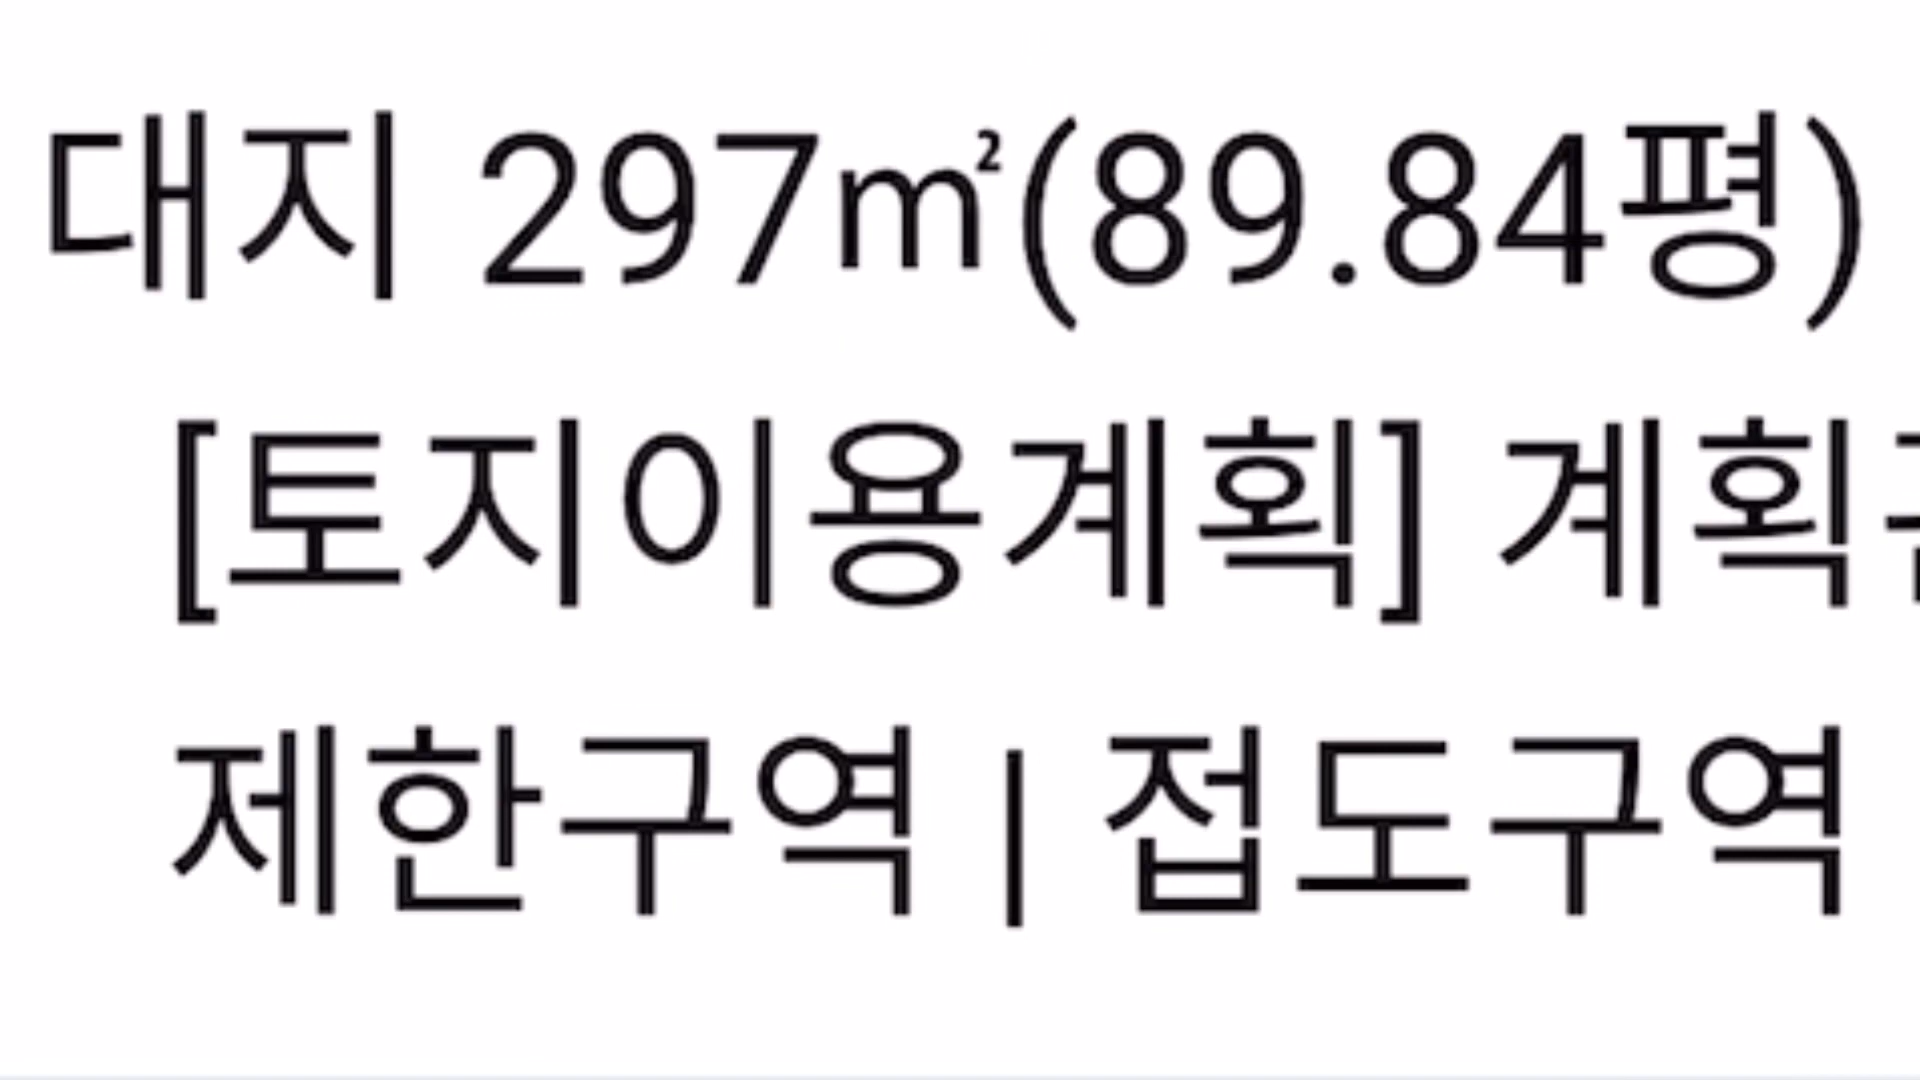 대지 297㎡(89.84평)
[토지이용계획] 계획
제한구역 | 접도구역